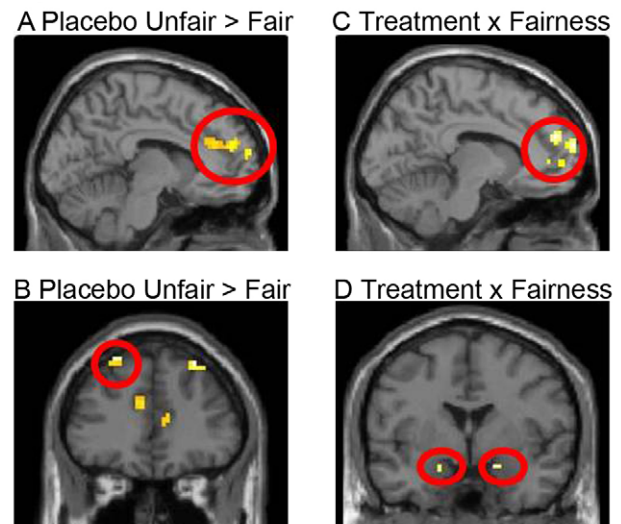 A Placebo Unfair > Fair
C Treatment x Fairness
B Placebo Unfair > Fair
D Treatment x Fairness